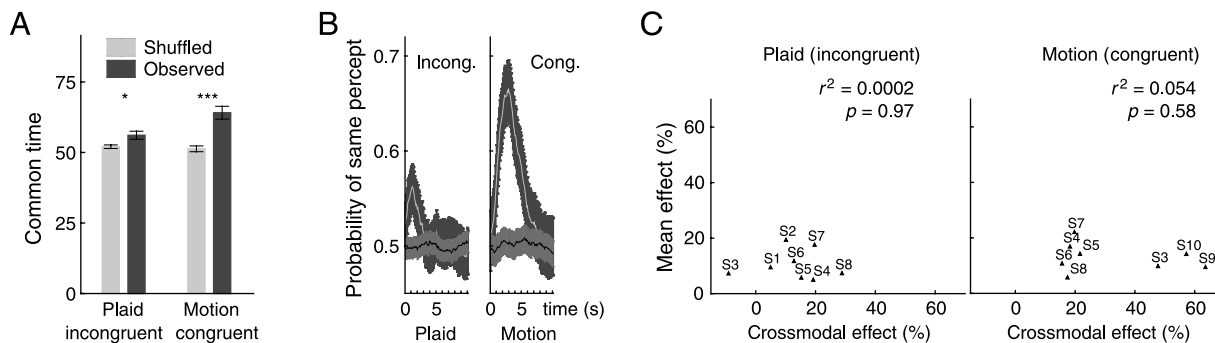 A
Common time
75
50
25
0
Shuffled
Observed
*
***
Plaid
incongruent
Motion
congruent
B
Probability of same percept
0.7
0.6
0.5
Incong.
Cong.
0 5
0 5
time (s)
Plaid
Motion
C
Mean effect (%)
Plaid (incongruent)
r² = 0.0002
p = 0.97
60
40
20
0
S3
S1
S2
S7
S6
S5
S4
S8
0 20 40 60
Crossmodal effect (%)
Motion (congruent)
r² = 0.054
p = 0.58
S7
S4
S5
S6
S8
S3
S10
S9
0 20 40 60
Crossmodal effect (%)